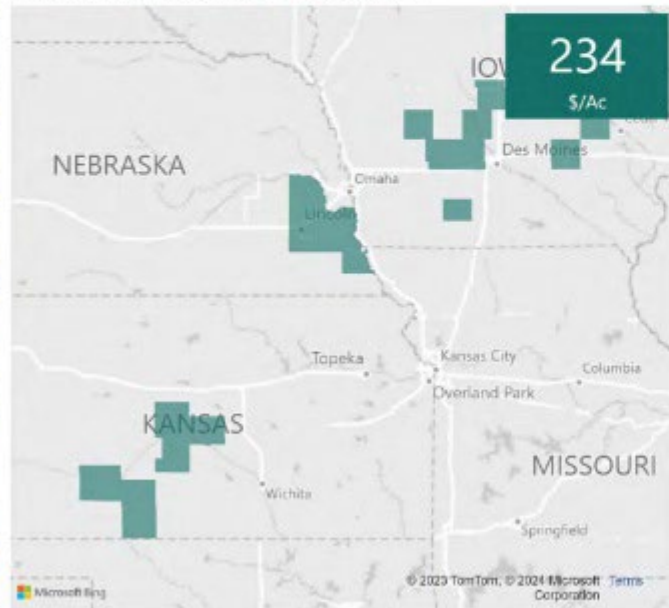 234
$/Ac
IOW
NEBRASKA
Des Moines
Omaha
Lincoln
Topeka
Kansas City
Columbia
Overland Park
KANSAS
MISSOURI
Wichita
Springfield
Microsoft Bing
© 2023 TomTom, © 2024 Microsoft Corporation Terms